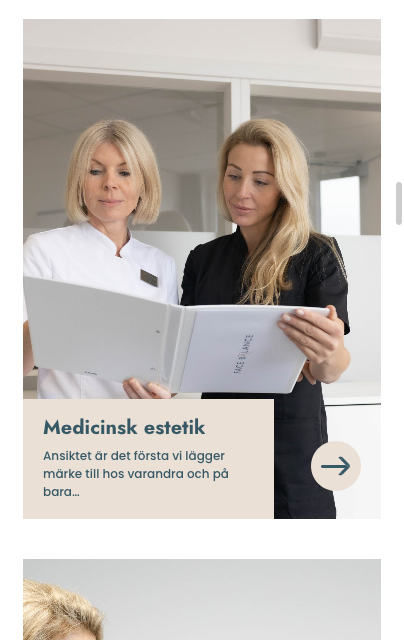 FACE BALANCE
Medicinsk estetik
Ansiktet är det första vi lägger
märke till hos varandra och på
bara...